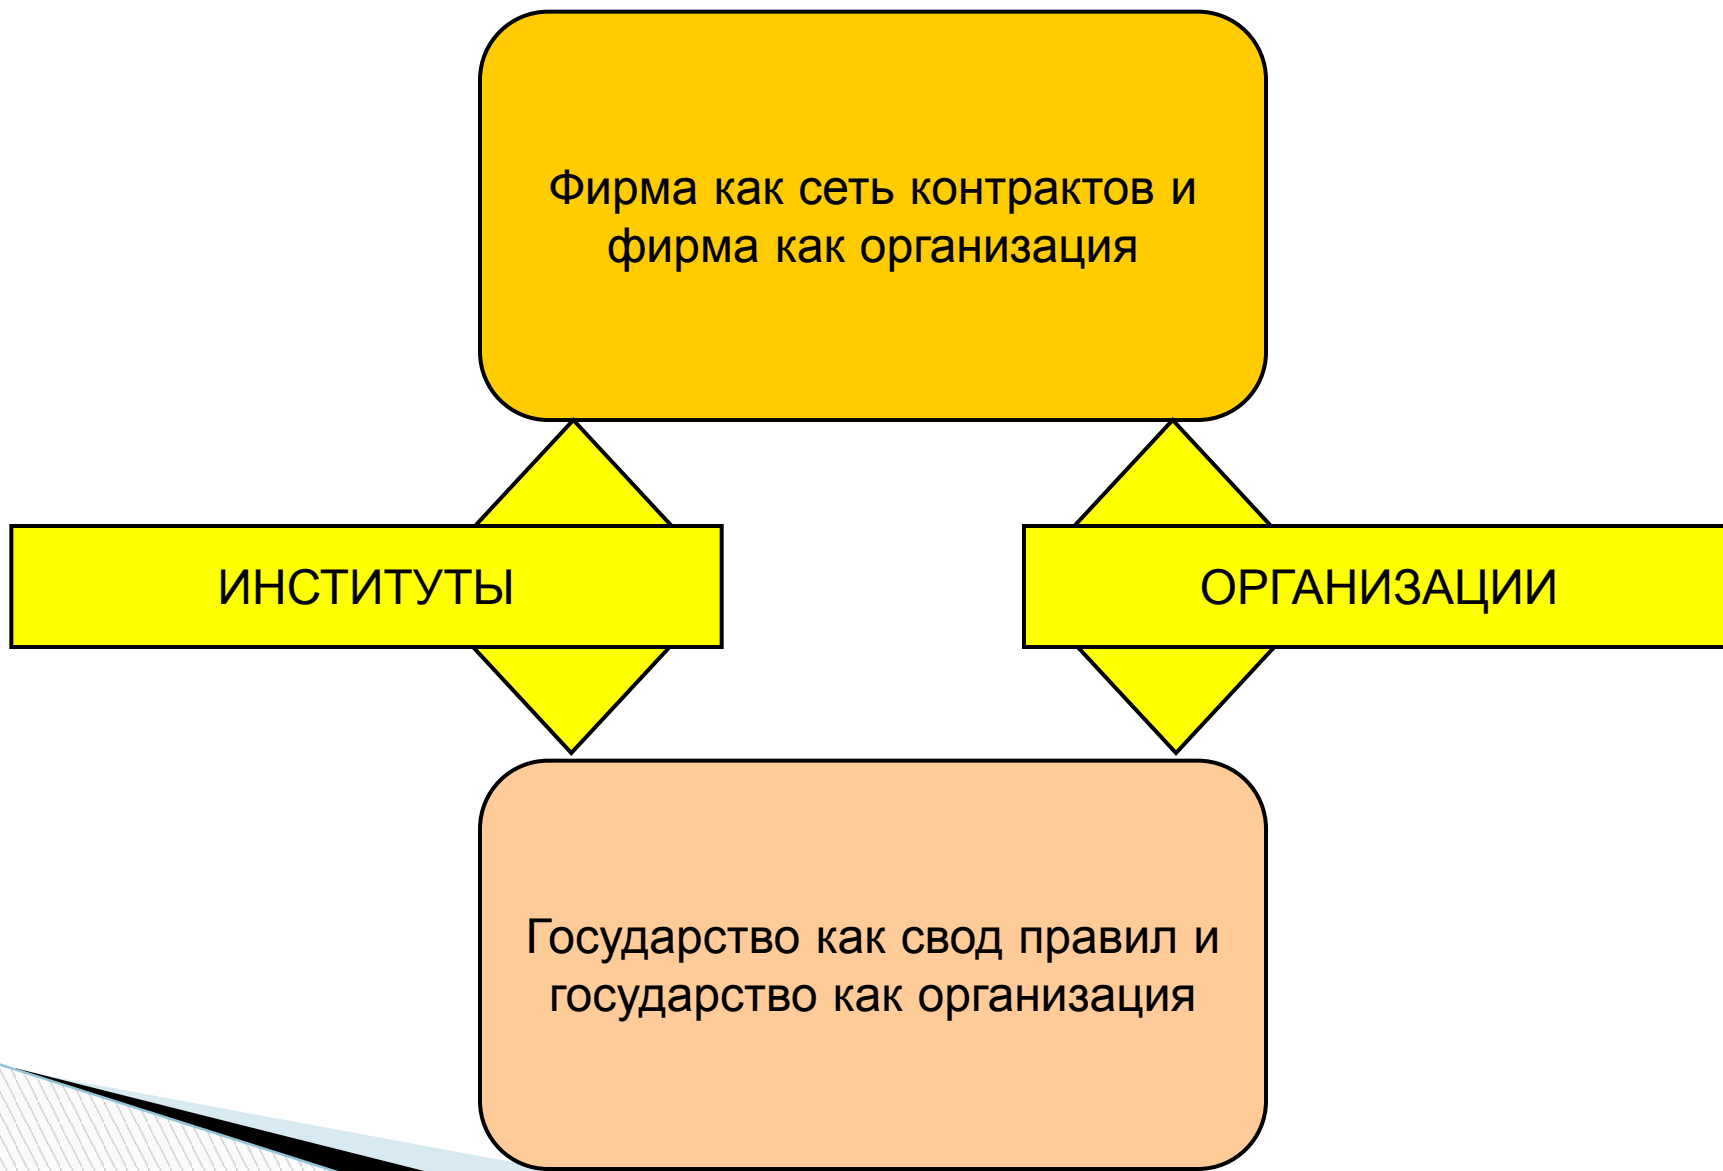 Фирма как сеть контрактов и
фирма как организация
ИНСТИТУТЫ
ОРГАНИЗАЦИИ
Государство как свод правил и
государство как организация